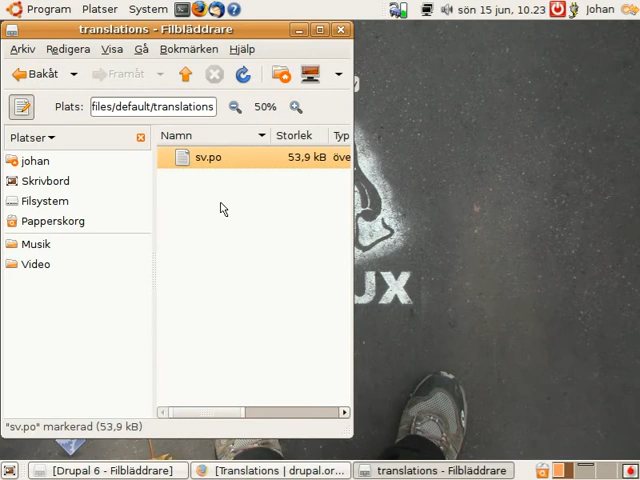 Program Platser System sön 15 jun, 10.23 Johan
translations - Filbläddrare
Arkiv Redigera Visa Gå Bokmärken Hjälp
Bakåt Framåt
Plats: files/default/translations 50%
Platser
Namn Storlek Typ
johan
sv.po 53,9 kB öve
Skrivbord
Filsystem
Papperskorg
Musik
Video
UX
"sv.po" markerad (53,9 kB)
[Drupal 6 - Filbläddrare] [Translations | drupal.or... translations - Filbläddrare